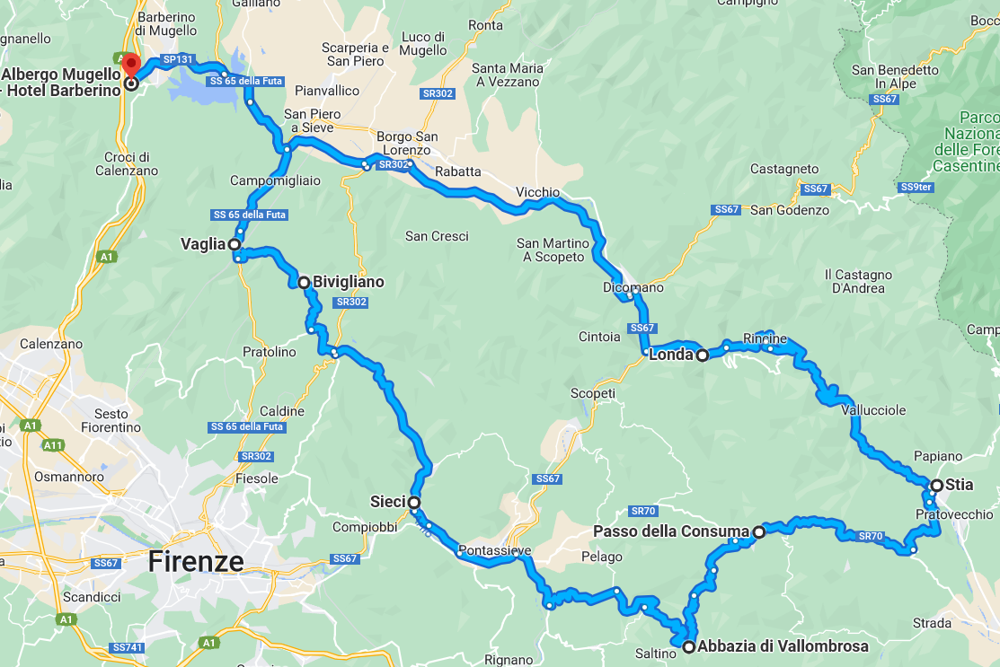 Galliano
Campigno
Barberino
di Mugello
gnanello
Ronta
Bocc
Luco di
Mugello
Scarperia e
San Piero
A
SP131
Albergo Mugello
- Hotel Barberino
SS 65 della Futa
Santa Maria
A Vezzano
San Benedetto
In Alpe
Pianvallico
SR302
SS67
San Piero
a Sieve
Parco
Naziona
delle Fore
Casentine
Borgo San
Lorenzo
Croci di
Calenzano
SR302
Rabatta
Castagneto
Campomigliaio
Vicchio
SS67
SS9ter
lia
SS 65 della Futa
SS67
San Godenzo
Vaglia
San Cresci
San Martino
A Scopeto
A1
Bivigliano
Dicomano
Il Castagno
D'Andrea
SR302
SS67
Calenzano
Cintoia
Rincine
Camp
Pratolino
Londa
Scopeti
Caldine
Vallucciole
Sesto
Fiorentino
A1
SS 65 della Futa
A11
SR302
Papiano
Osmannoro
Fiesole
SS67
Stia
Sieci
SR70
Pratovecchio
Compiobbi
Passo della Consuma
SR70
Pontassieve
Firenze
SS67
SS67
Pelago
Scandicci
A1
Strada
SS741
A1
Saltino
Abbazia di Vallombrosa
Rignano